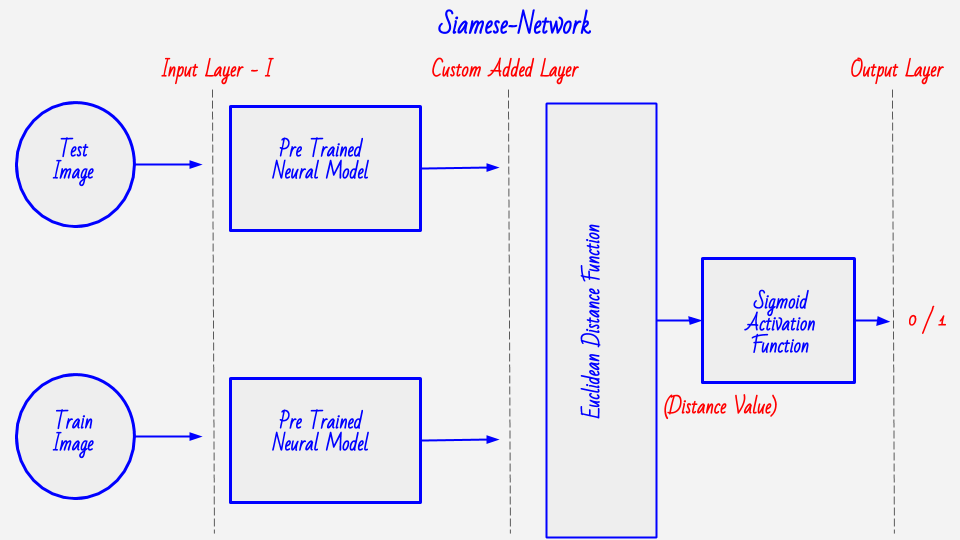 Siamese-Network
Input Layer - I
Custom Added Layer
Output Layer
Test
Image
Pre Trained
Neural Model
Euclidean Distance Function
Sigmoid
Activation
Function
0 / 1
(Distance Value)
Train
Image
Pre Trained
Neural Model